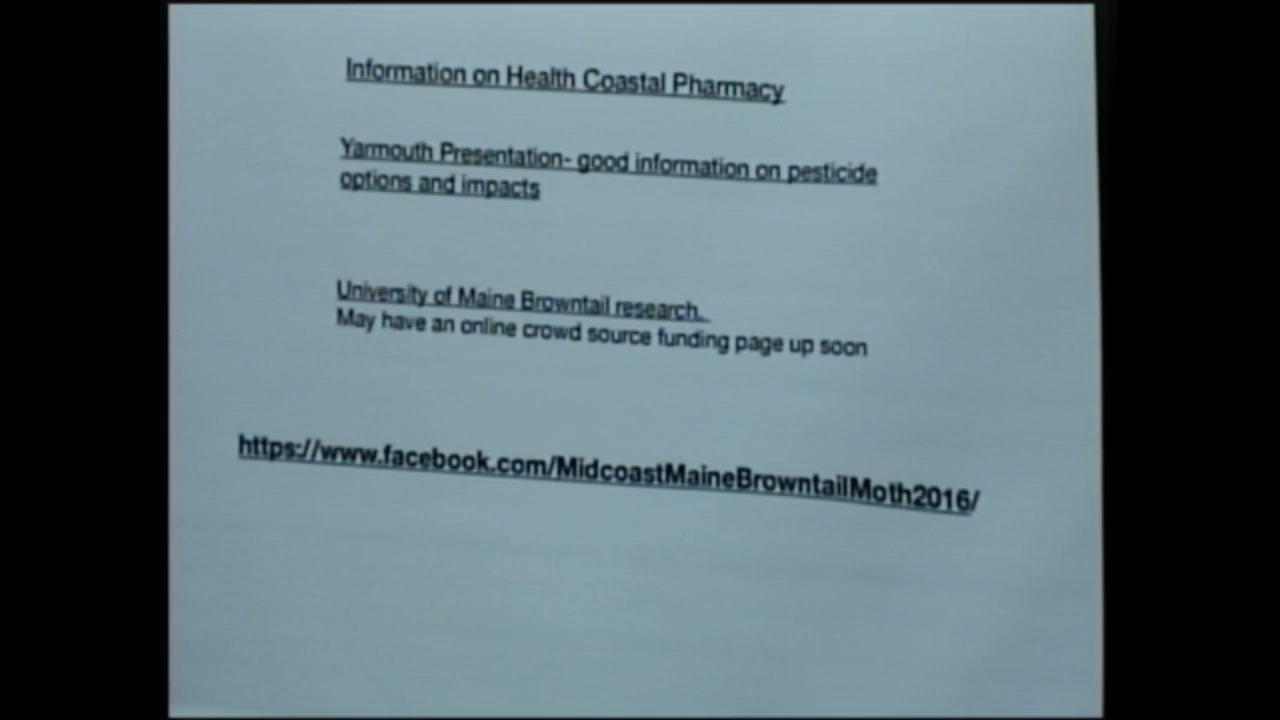 Information on Health Coastal Pharmacy
Yarmouth Presentation- good information on pesticide
options and impacts
University of Maine Browntail research.
May have an online crowd source funding page up soon
https://www.facebook.com/MidcoastMaineBrowntailMoth2016/